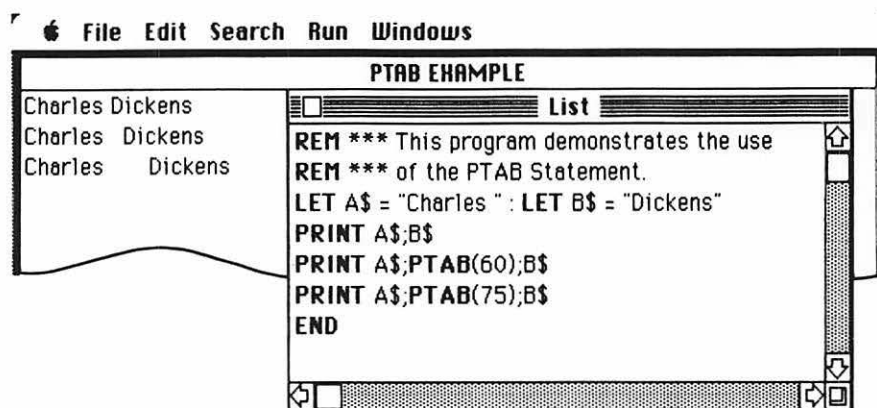 File Edit Search Run Windows
PTAB EXAMPLE
Charles Dickens
Charles Dickens
Charles Dickens
List
REM *** This program demonstrates the use
REM *** of the PTAB Statement.
LET A$ = "Charles " : LET B$ = "Dickens"
PRINT A$;B$
PRINT A$;PTAB(60);B$
PRINT A$;PTAB(75);B$
END